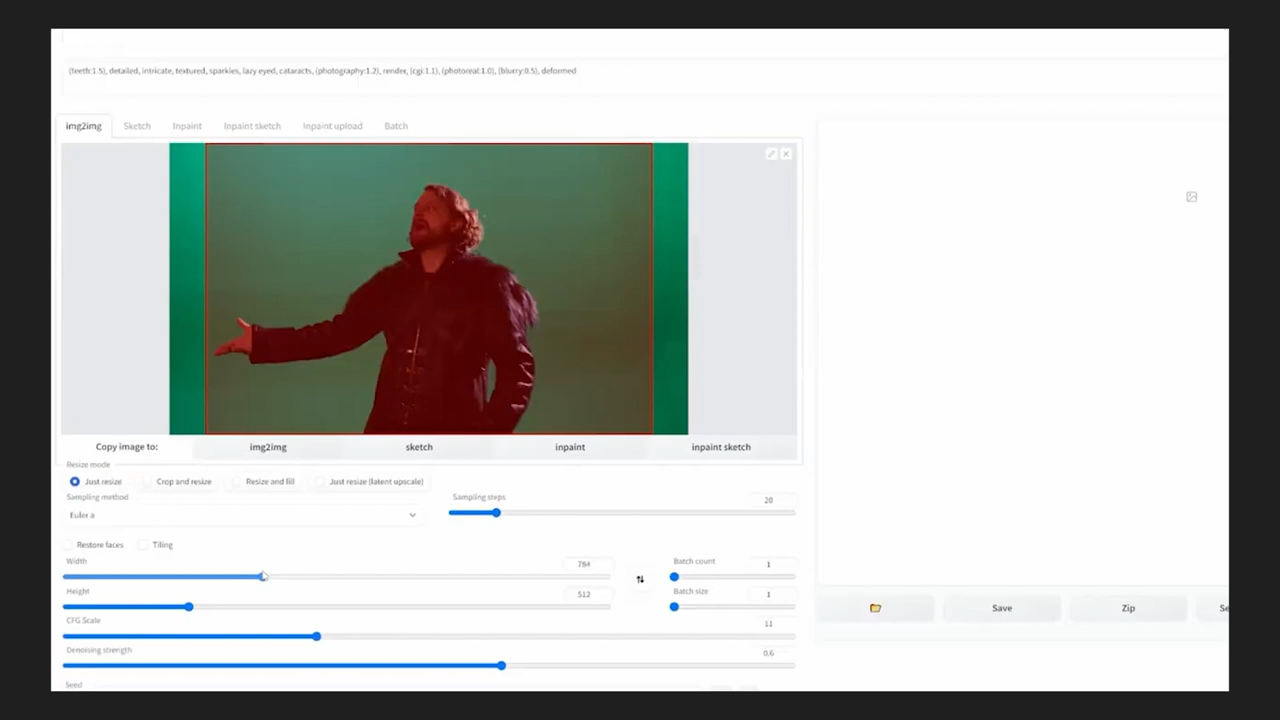 (teeth:1.5), detailed, intricate, textured, sparkles, lazy eyed, cataracts, (photography:1.2), render, (cgi:1.1), (photoreal:1.0), (blurry:0.5), deformed
img2img Sketch Inpaint Inpaint sketch Inpaint upload Batch
Copy image to: img2img sketch inpaint inpaint sketch
Resize mode
Just resize Crop and resize Resize and fill Just resize (latent upscale)
Sampling method Sampling steps 20
Euler a
Restore faces Tiling
Width 784 Batch count 1
Height 512 Batch size 1
CFG Scale 11
Denoising strength 0.6
Seed
Save Zip Se